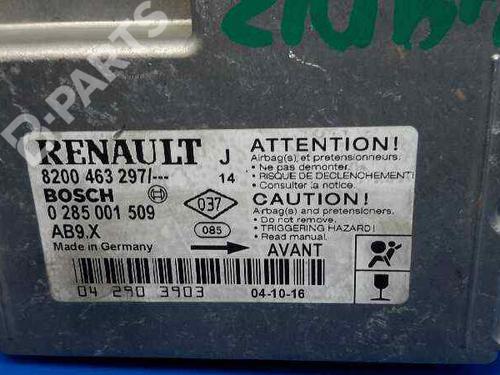 B-PARTS
RENAULT J
8200 463 297/--- 14
BOSCH
0 285 001 509
AB9.X
Made in Germany
037
085
AVANT
04 290 3903
04-10-16
ATTENTION!
Airbag(s) et pretensionneurs.
• Ne pas demonter.
• RISQUE DE DECLENCHEMENT!
• Consulter la notice.
CAUTION!
Airbag(s) and pretensioners.
• Do not remove.
• TRIGGERING HAZARD!
• Read manual.